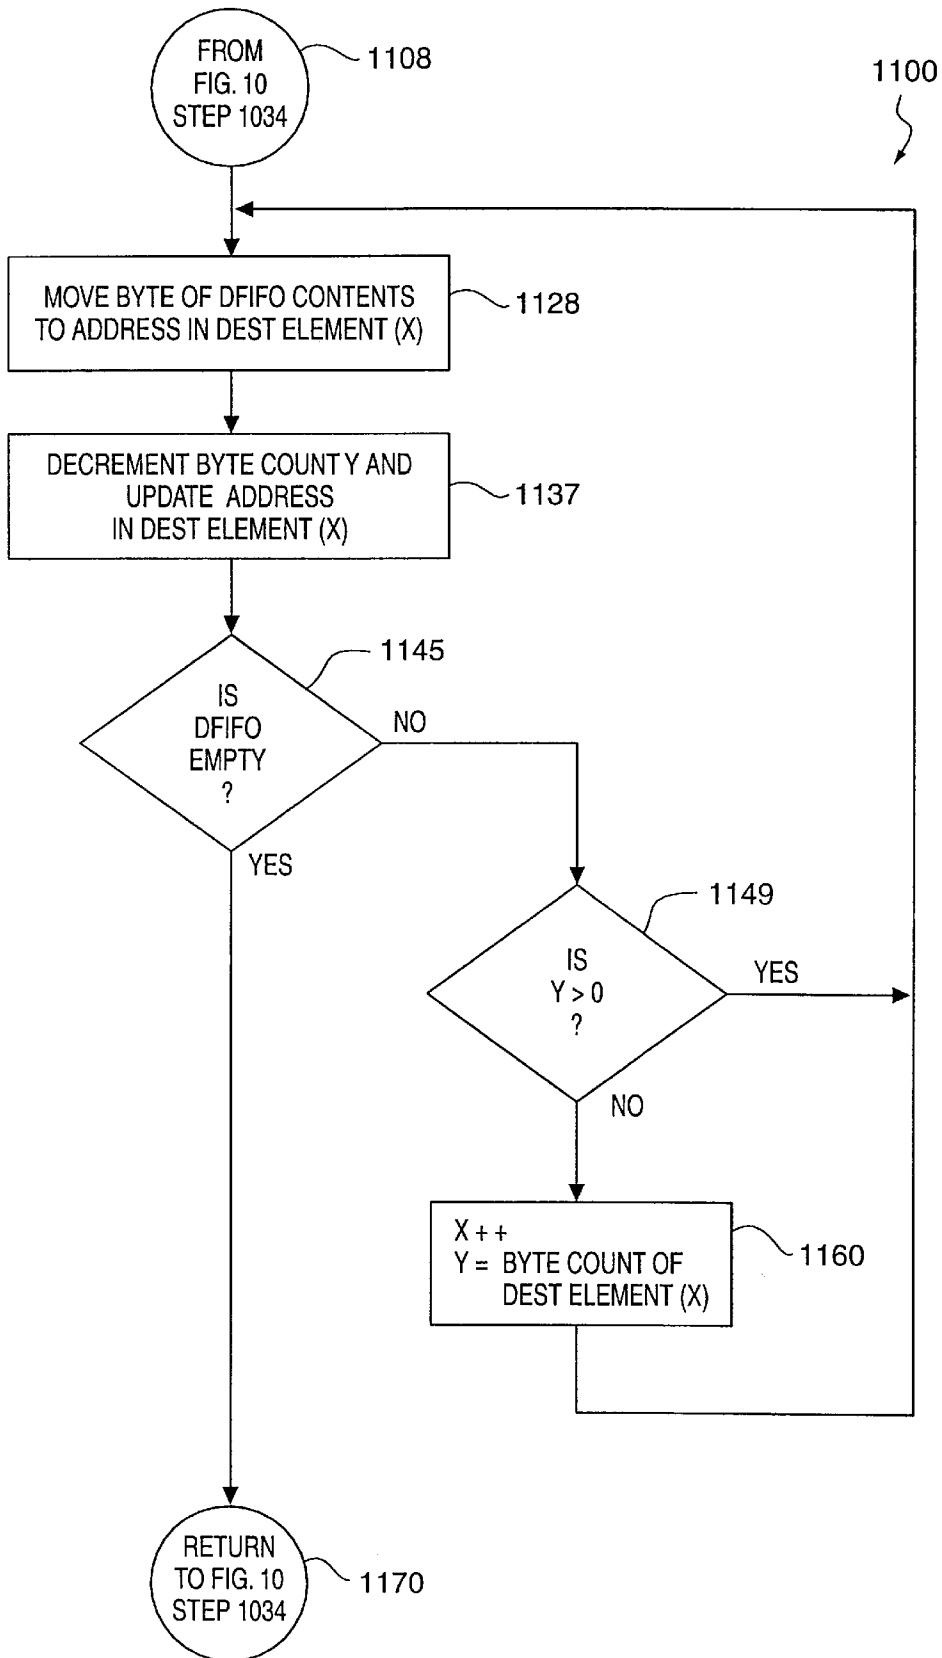 FROM
FIG. 10
STEP 1034
1108
1100
MOVE BYTE OF DFIFO CONTENTS
TO ADDRESS IN DEST ELEMENT (X)
1128
DECREMENT BYTE COUNT Y AND
UPDATE ADDRESS
IN DEST ELEMENT (X)
1137
1145
IS
DFIFO
EMPTY
?
NO
YES
1149
IS
Y > 0
?
YES
NO
X + +
Y = BYTE COUNT OF
DEST ELEMENT (X)
1160
RETURN
TO FIG. 10
STEP 1034
1170